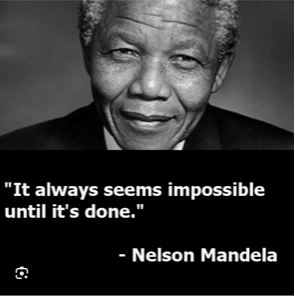 "It always seems impossible
until it's done."
- Nelson Mandela